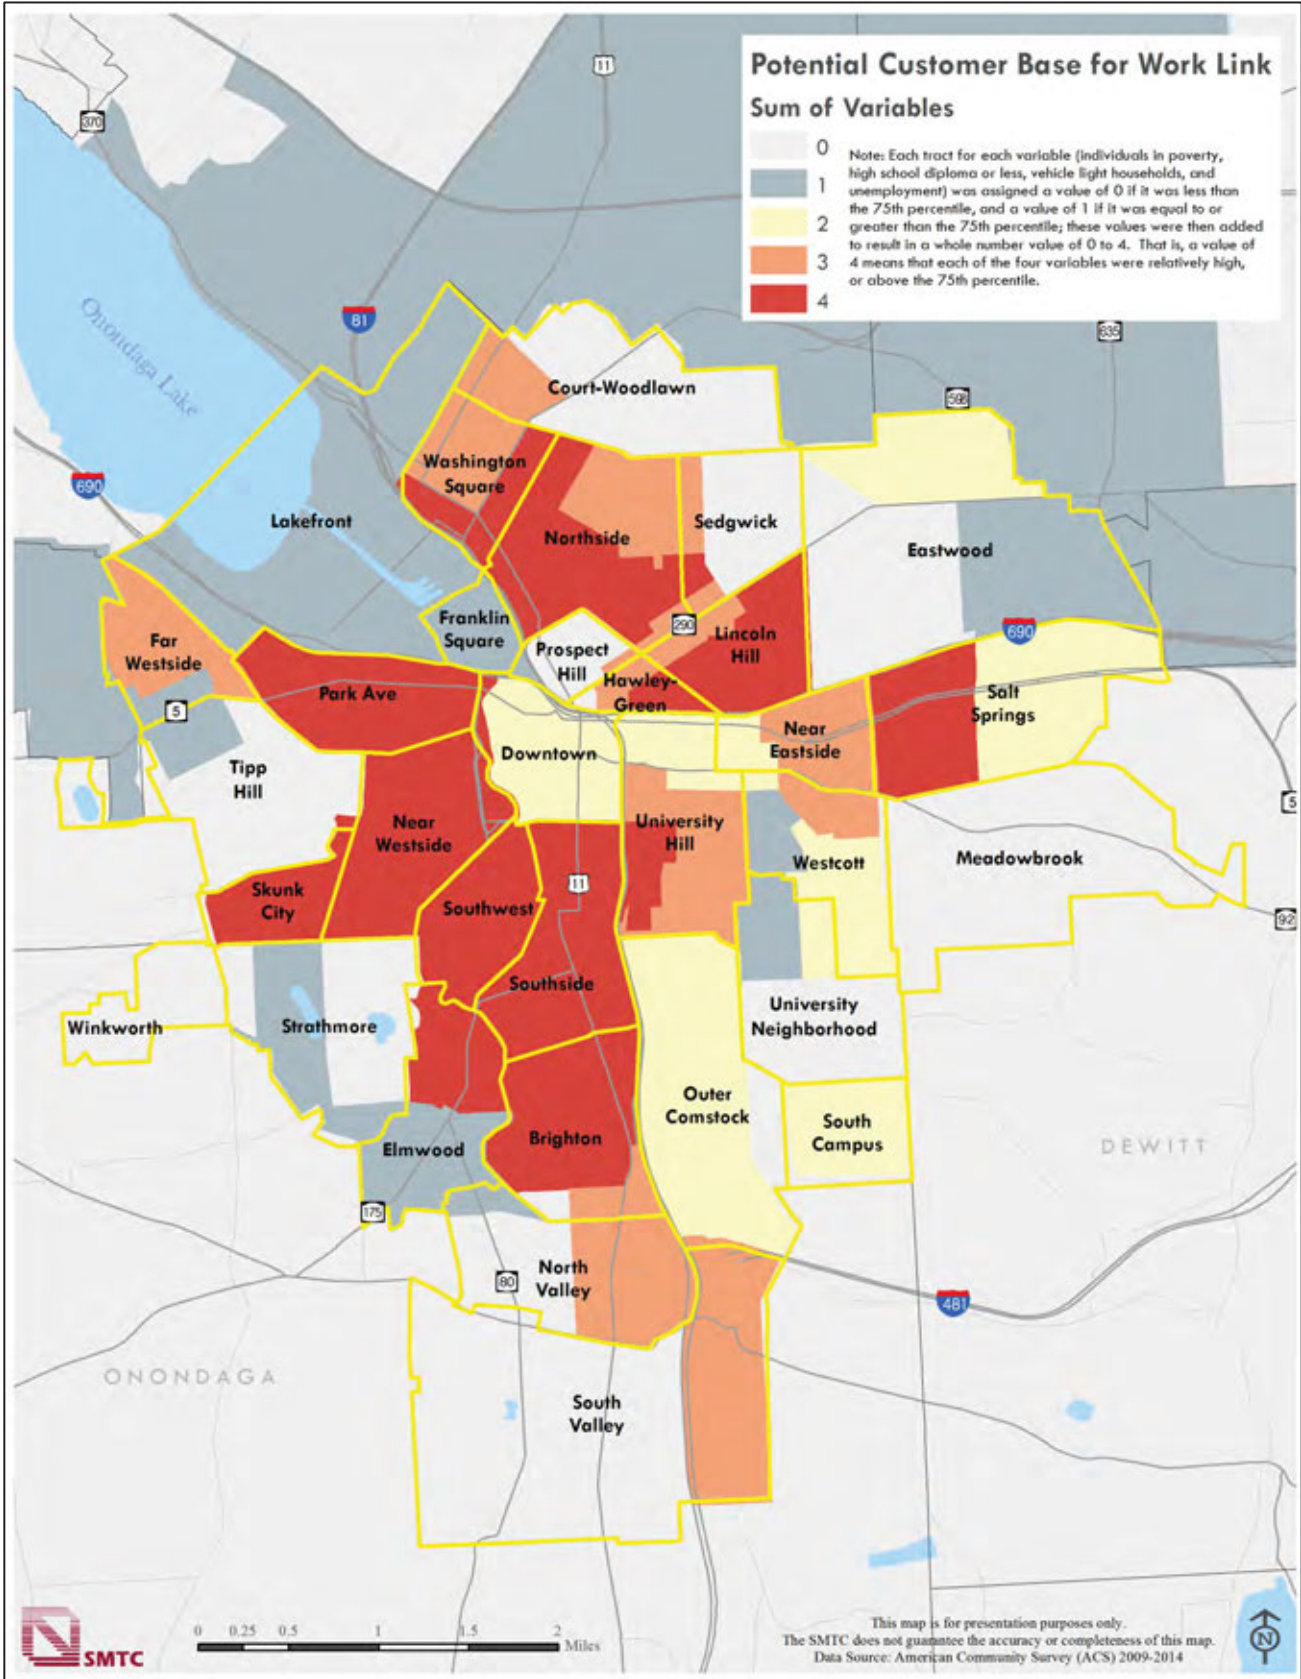 Potential Customer Base for Work Link
Sum of Variables
0
1
2
3
4
Note: Each tract for each variable (individuals in poverty,
high school diploma or less, vehicle light households, and
unemployment) was assigned a value of 0 if it was less than
the 75th percentile, and a value of 1 if it was equal to or
greater than the 75th percentile; these values were then added
to result in a whole number value of 0 to 4. That is, a value of
4 means that each of the four variables were relatively high,
or above the 75th percentile.
11
370
Onondaga Lake
81
635
598
Court-Woodlawn
690
Washington
Square
Lakefront
Northside
Sedgwick
Eastwood
Franklin
Square
290
690
Far
Westside
Prospect
Hill
Lincoln
Hill
Hawley-
Green
Park Ave
5
Salt
Springs
Near
Eastside
Downtown
Tipp
Hill
5
Near
Westside
University
Hill
Westcott
Meadowbrook
Skunk
City
11
Southwest
92
Southside
Winkworth
Strathmore
University
Neighborhood
Outer
Comstock
South
Campus
Brighton
Elmwood
DEWITT
175
North
Valley
80
481
ONONDAGA
South
Valley
SMTC
0 0.25 0.5 1 1.5 2
Miles
This map is for presentation purposes only.
The SMTC does not guarantee the accuracy or completeness of this map.
Data Source: American Community Survey (ACS) 2009-2014
N